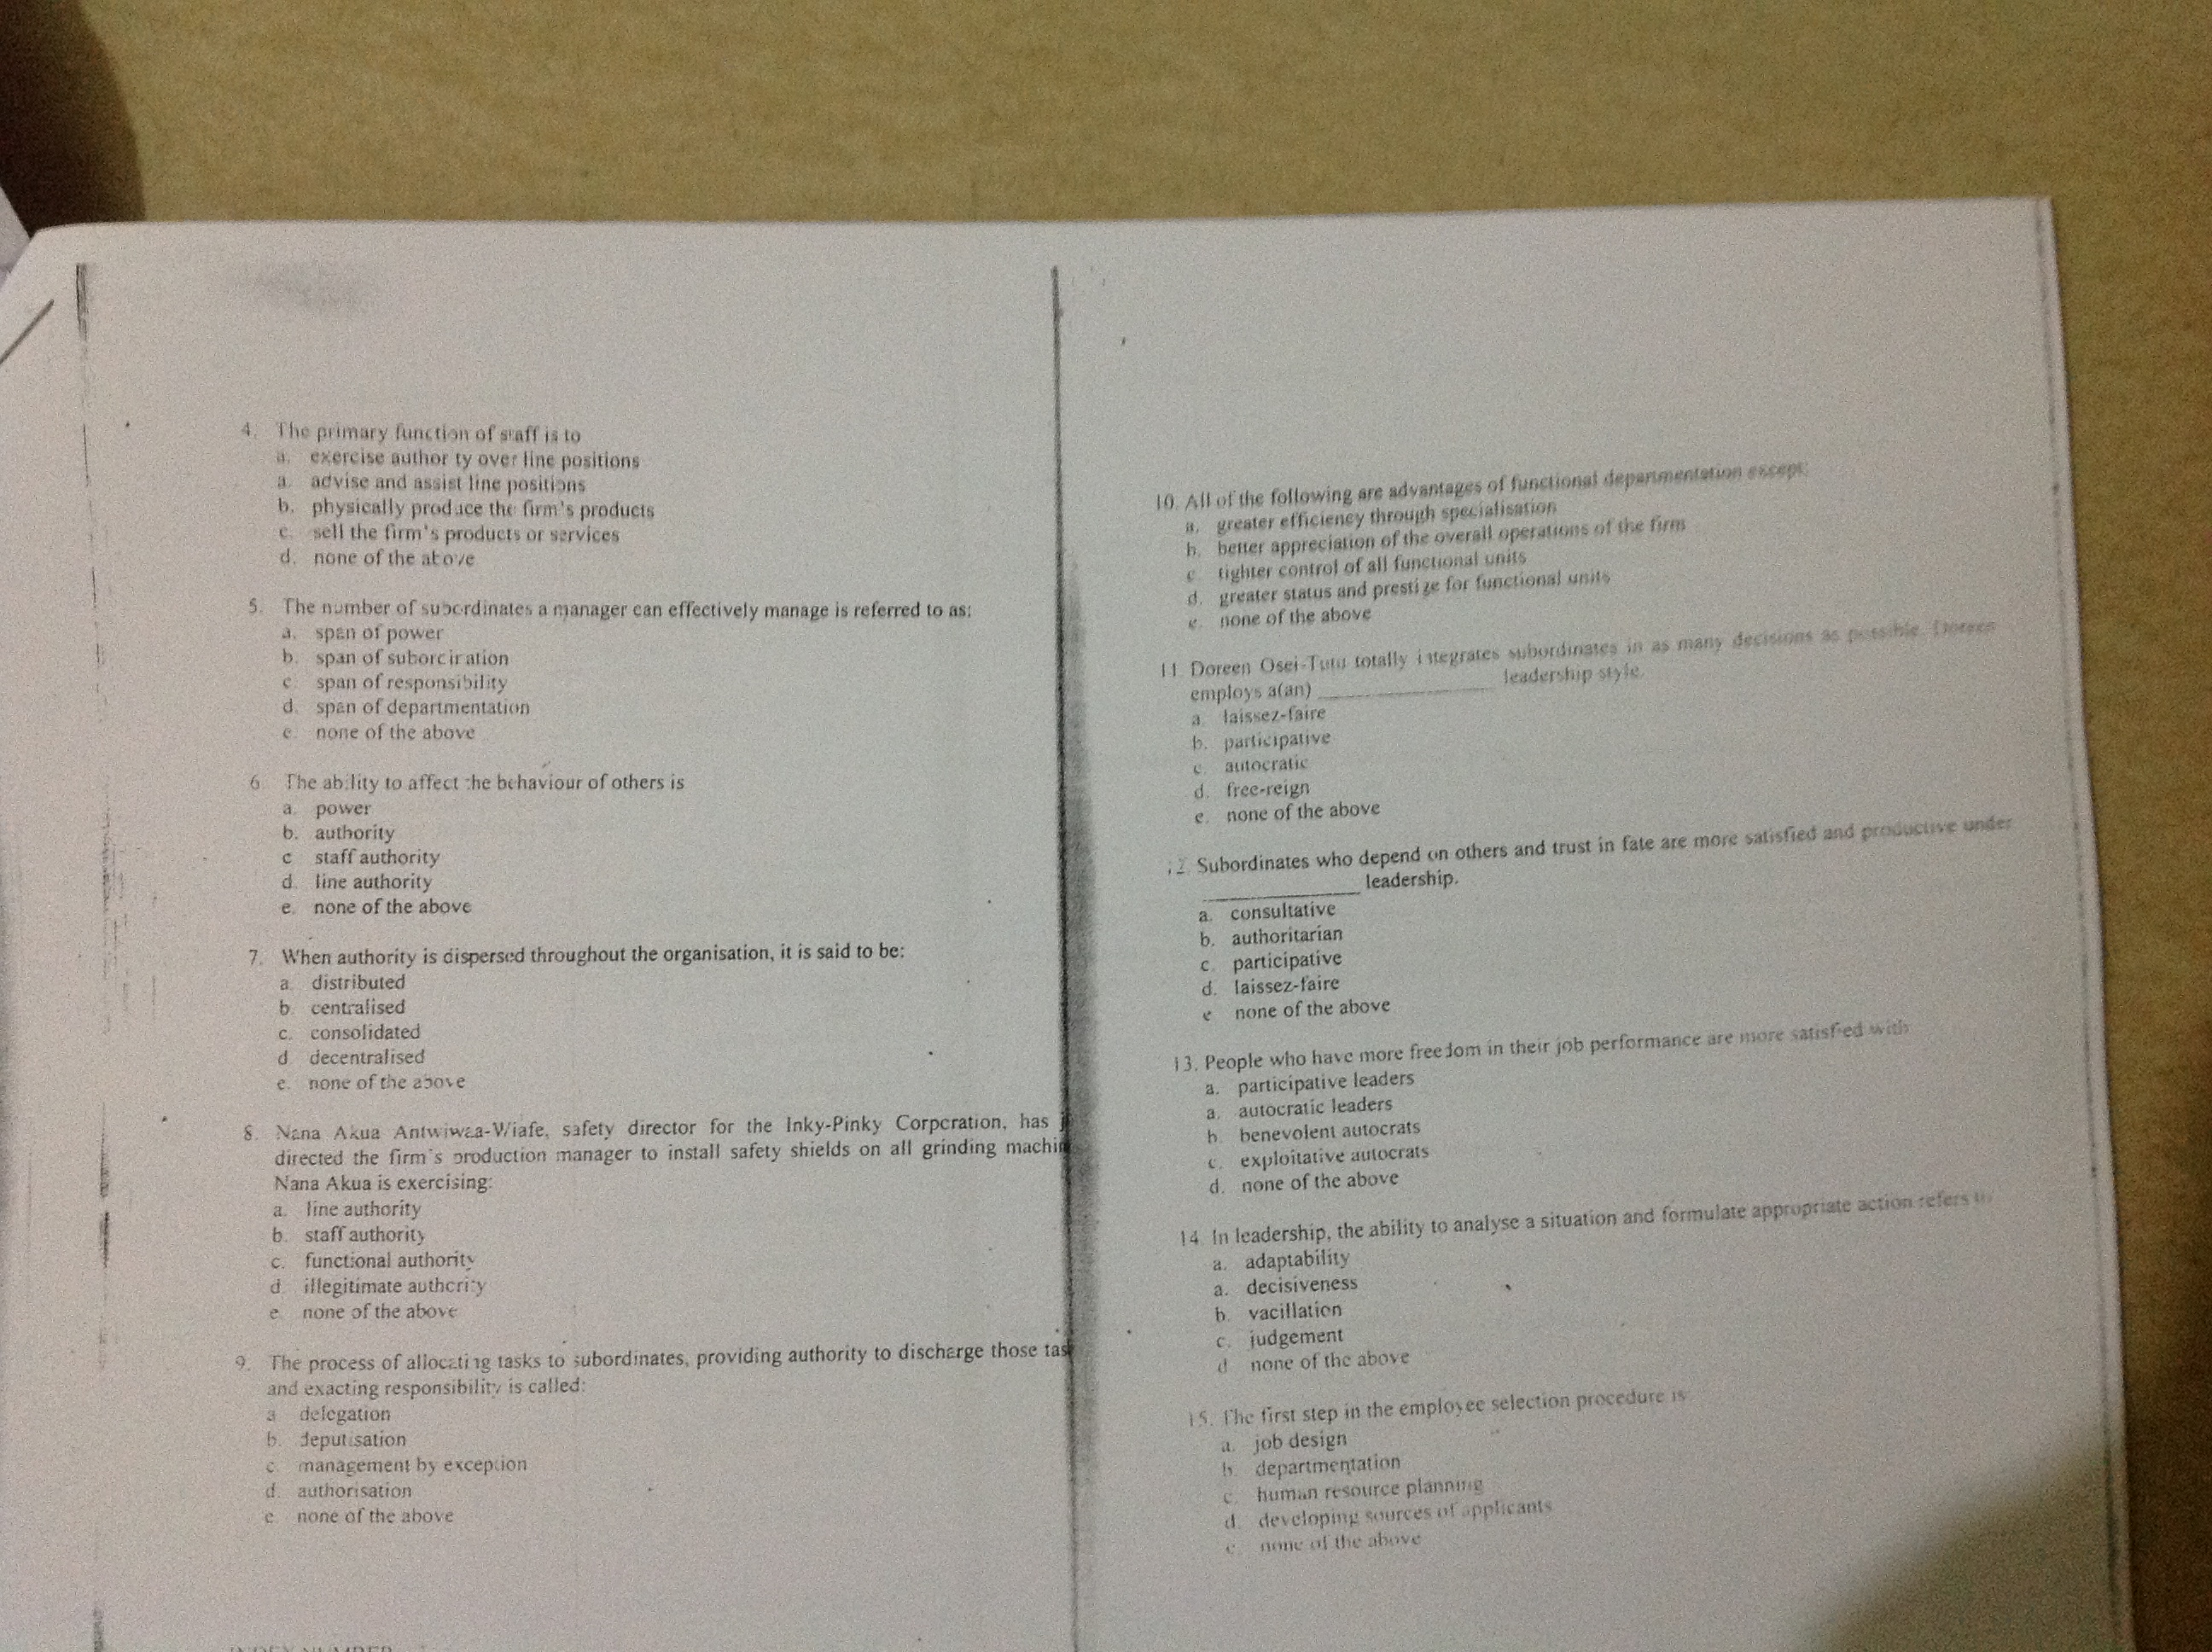 4. The primary function of staff is to
a. exercise authority over line positions
a. advise and assist line positions
b. physically produce the firm's products
c. sell the firm's products or services
d. none of the above
5. The number of subordinates a manager can effectively manage is referred to as:
a. span of power
b. span of subordination
c. span of responsibility
d. span of departmentation
e. none of the above
6. The ability to affect the behaviour of others is
a. power
b. authority
c staff authority
d. line authority
e. none of the above
7. When authority is dispersed throughout the organisation, it is said to be:
a. distributed
b. centralised
c. consolidated
d decentralised
e. none of the above
8. Nana Akua Antwiwaa-Wiafe, safety director for the Inky-Pinky Corporation, has
directed the firm's production manager to install safety shields on all grinding machin
Nana Akua is exercising:
a. line authority
b. staff authority
c. functional authority
d. illegitimate authority
e. none of the above
9. The process of allocating tasks to subordinates, providing authority to discharge those tas
and exacting responsibility is called:
a delegation
b. deputisation
c. management by exception
d. authorisation
e none of the above
10. All of the following are advantages of functional departmentation except:
a. greater efficiency through specialisation
b. better appreciation of the overall operations of the firm
c tighter control of all functional units
d. greater status and prestige for functional units
e. none of the above
11. Doreen Osei-Tutu totally integrates subordinates in as many decisions as possible. Doreen
employs a(an) ______________ leadership style.
a. laissez-faire
b. participative
c. autocratic
d. free-reign
e. none of the above
12. Subordinates who depend on others and trust in fate are more satisfied and productive under
____________ leadership.
a. consultative
b. authoritarian
c. participative
d. laissez-faire
e none of the above
13. People who have more freedom in their job performance are more satisfied with
a. participative leaders
a. autocratic leaders
b. benevolent autocrats
c. exploitative autocrats
d. none of the above
14. In leadership, the ability to analyse a situation and formulate appropriate action refers to
a. adaptability
a. decisiveness
b. vacillation
c. judgement
d none of the above
15. The first step in the employee selection procedure is
a. job design
b. departmentation
c. human resource planning
d. developing sources of applicants
e. none of the above